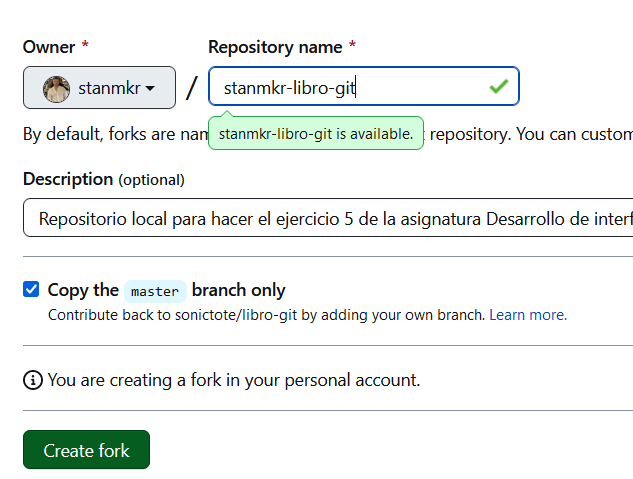 Owner * Repository name *
stanmkr / stanmkr-libro-git
By default, forks are nam repository. You can custom
stanmkr-libro-git is available.
Description (optional)
Repositorio local para hacer el ejercicio 5 de la asignatura Desarrollo de interf
Copy the master branch only
Contribute back to sonictote/libro-git by adding your own branch. Learn more.
You are creating a fork in your personal account.
Create fork